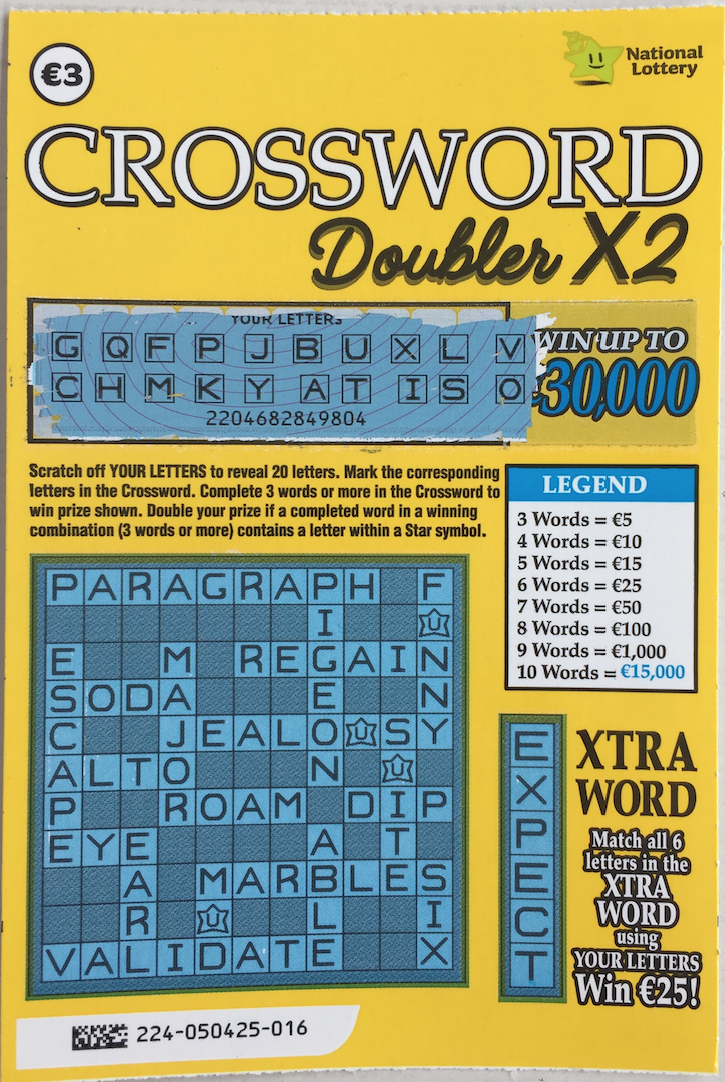 €3
National
Lottery
CROSSWORD
Doubler X2
YOUR LETTERS
G Q F P J B U X L V
C H M K Y A T I S O
2204682849804
WIN UP TO
€30,000
Scratch off YOUR LETTERS to reveal 20 letters. Mark the corresponding
letters in the Crossword. Complete 3 words or more in the Crossword to
win prize shown. Double your prize if a completed word in a winning
combination (3 words or more) contains a letter within a Star symbol.
LEGEND
3 Words = €5
4 Words = €10
5 Words = €15
6 Words = €25
7 Words = €50
8 Words = €100
9 Words = €1,000
10 Words = €15,000
PARAGRAPH F
I U
E M REGAIN
SODA E N
C JEALOUSY
ALTO N U
P ROAM DIP
EYE A T
A MARBLES
R U L I
VALIDATE X
E
X
P
E
C
T
XTRA
WORD
Match all 6
letters in the
XTRA
WORD
using
YOUR LETTERS
Win €25!
224-050425-016